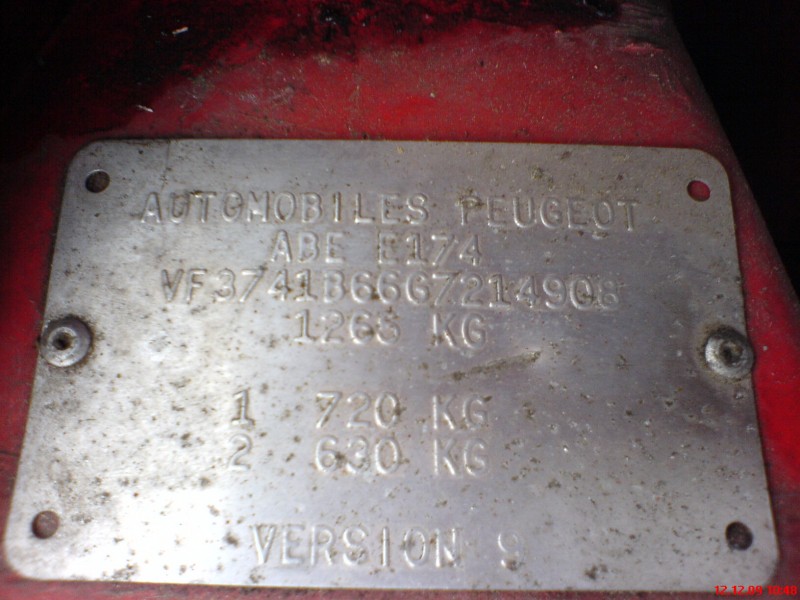 AUTOMOBILES PEUGEOT
ABE E174
VF3741B66G7214908
1265 KG
1 720 KG
2 630 KG
VERSION 9